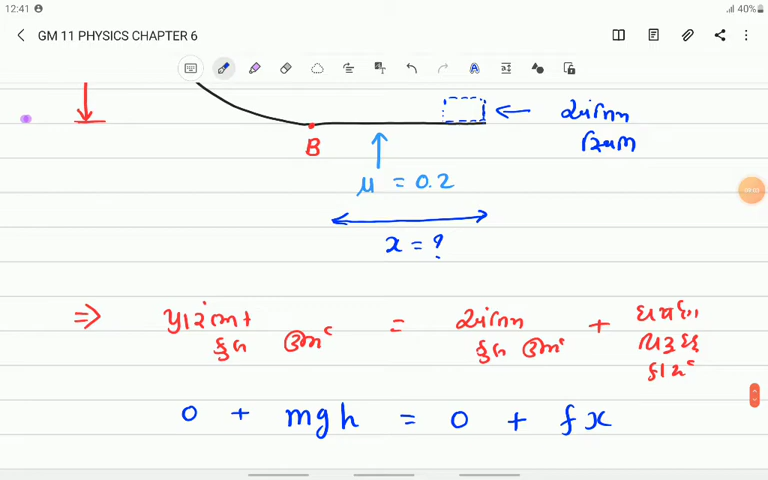 12:41
40%
GM 11 PHYSICS CHAPTER 6
અંતિમ
સ્થાન
B
μ = 0.2
x = ?
⇒ પ્રારંભિક = અંતિમ + ઘર્ષણ
કુલ ઊર્જા કુલ ઊર્જા વિરુદ્ધ
કાર્ય
0 + mgh = 0 + fx